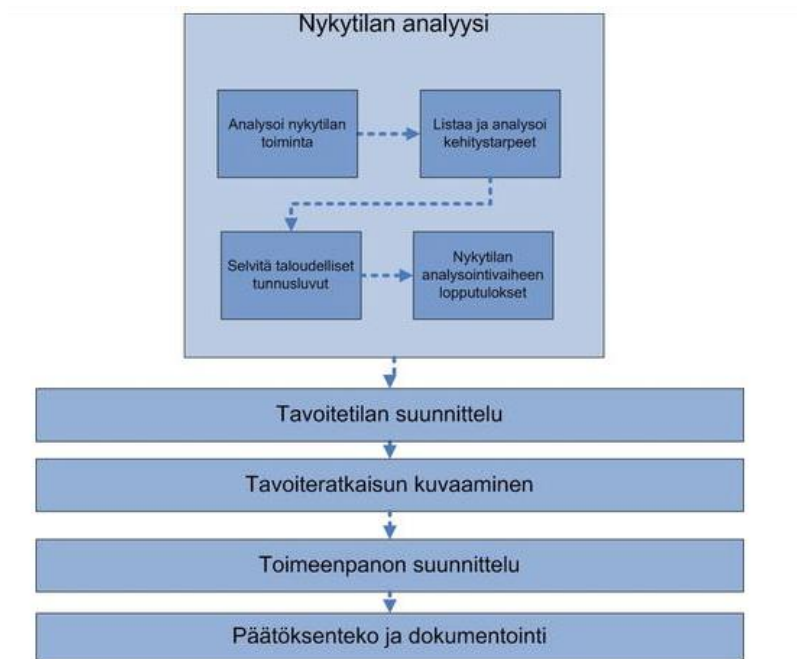 Nykytilan analyysi
Analysoi nykytilan
toiminta
Listaa ja analysoi
kehitystarpeet
Selvitä taloudelliset
tunnusluvut
Nykytilan
analysointivaiheen
lopputulokset
Tavoitetilan suunnittelu
Tavoiteratkaisun kuvaaminen
Toimeenpanon suunnittelu
Päätöksenteko ja dokumentointi